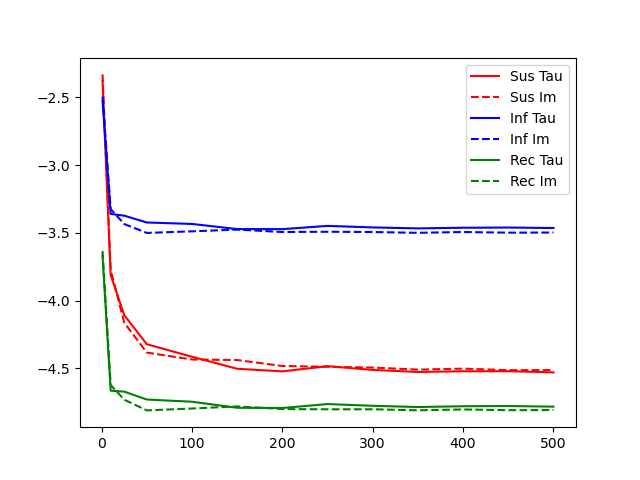 Sus Tau
Sus Im
Inf Tau
Inf Im
Rec Tau
Rec Im
−2.5
−3.0
−3.5
−4.0
−4.5
0 100 200 300 400 500